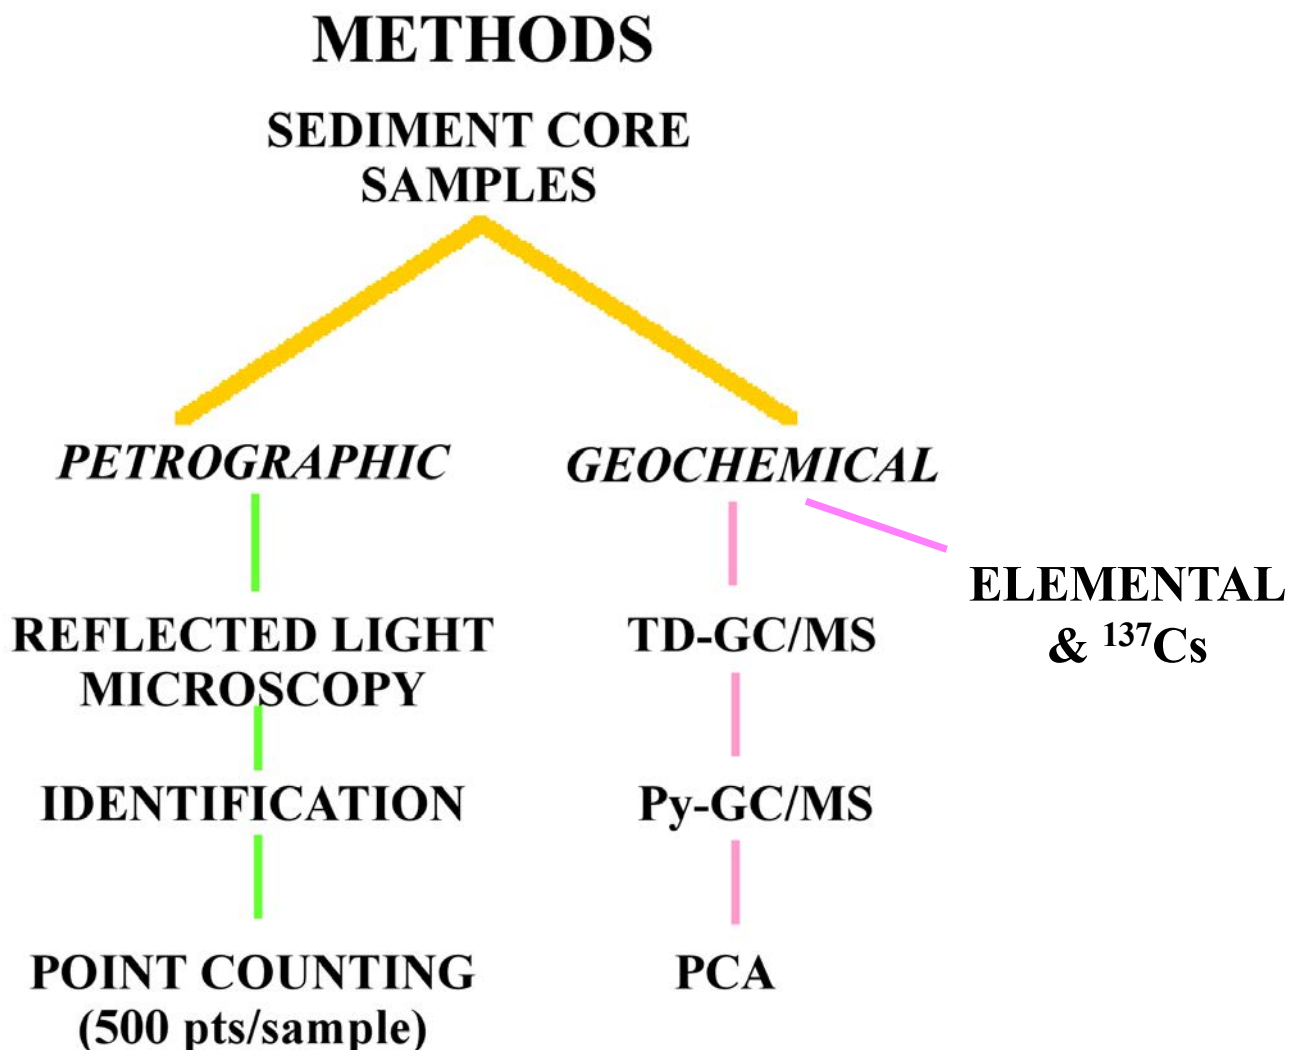 METHODS
SEDIMENT CORE
SAMPLES
PETROGRAPHIC
GEOCHEMICAL
REFLECTED LIGHT
MICROSCOPY
IDENTIFICATION
POINT COUNTING
(500 pts/sample)
TD-GC/MS
Py-GC/MS
PCA
ELEMENTAL
& ¹³⁷Cs